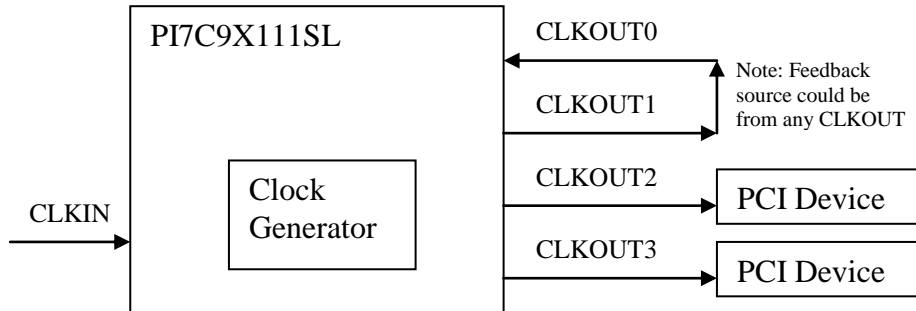 PI7C9X111SL
CLKOUT0
Note: Feedback
source could be
from any CLKOUT
CLKOUT1
CLKOUT2
PCI Device
Clock
Generator
CLKIN
CLKOUT3
PCI Device